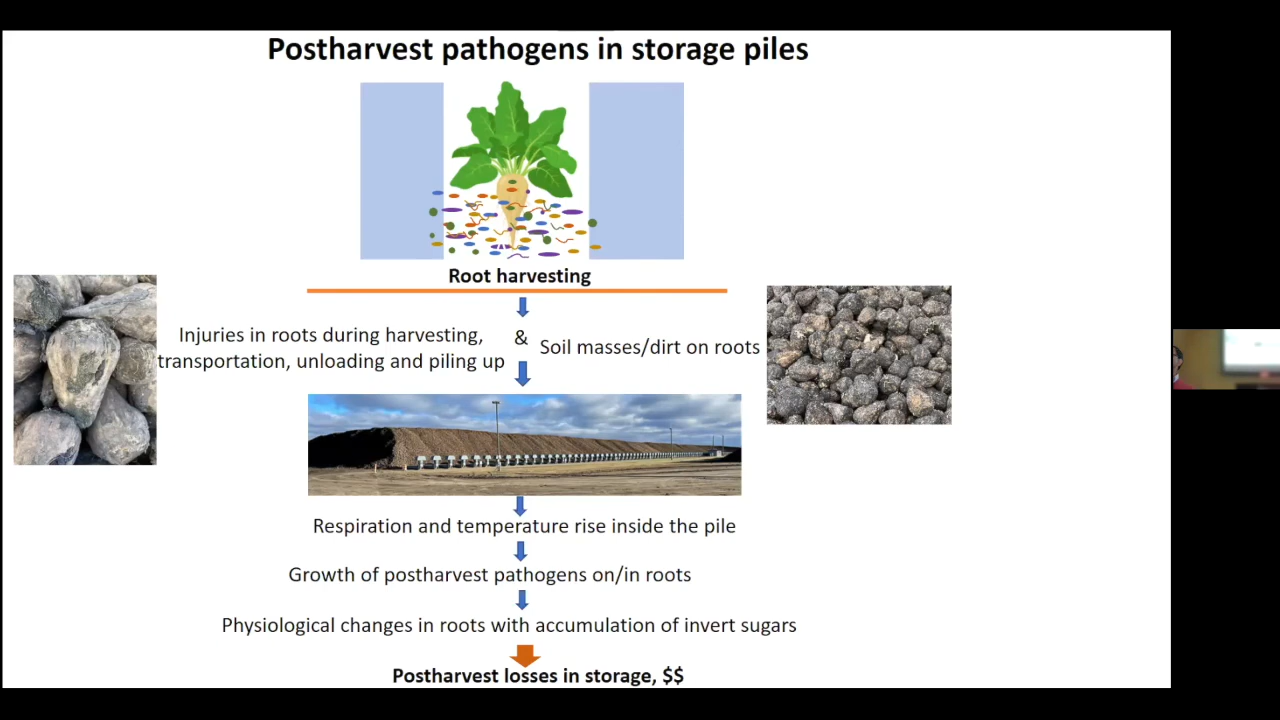 Postharvest pathogens in storage piles
Root harvesting
Injuries in roots during harvesting,
transportation, unloading and piling up
&
Soil masses/dirt on roots
Respiration and temperature rise inside the pile
Growth of postharvest pathogens on/in roots
Physiological changes in roots with accumulation of invert sugars
Postharvest losses in storage, $$